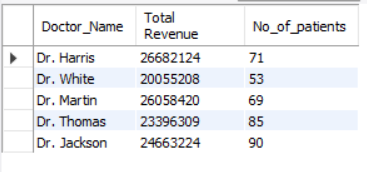 Doctor_Name Total Revenue No_of_patients
Dr. Harris 26682124 71
Dr. White 20055208 53
Dr. Martin 26058420 69
Dr. Thomas 23396309 85
Dr. Jackson 24663224 90